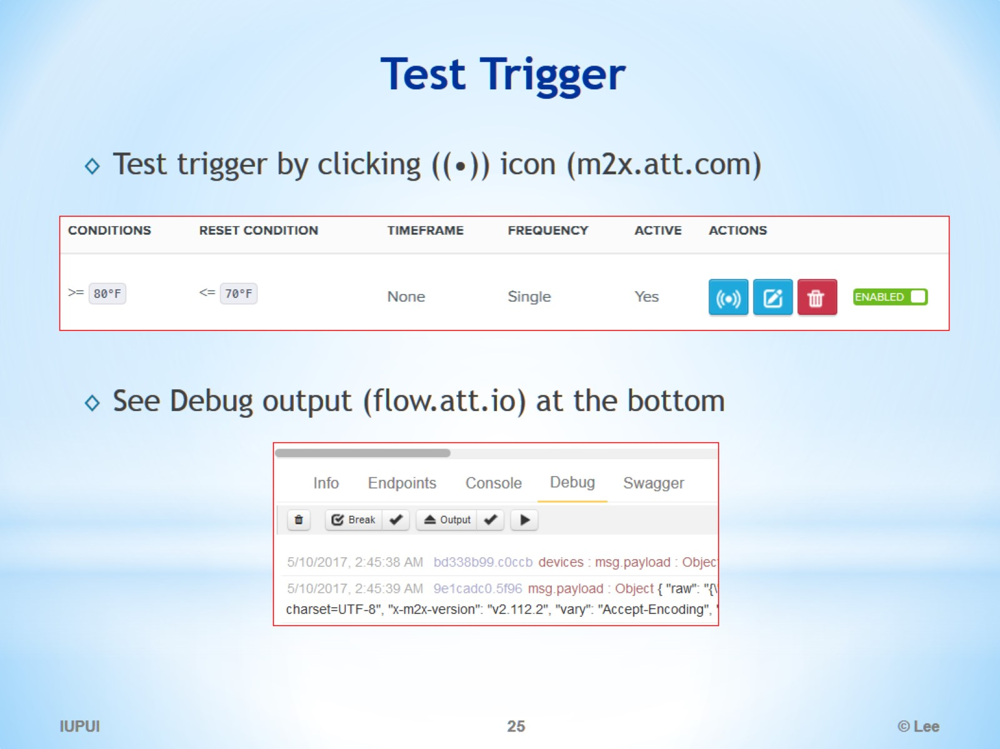 Test Trigger
Test trigger by clicking ((•)) icon (m2x.att.com)
CONDITIONS RESET CONDITION TIMEFRAME FREQUENCY ACTIVE ACTIONS
>= 80°F <= 70°F None Single Yes ENABLED
See Debug output (flow.att.io) at the bottom
Info Endpoints Console Debug Swagger
Break Output
5/10/2017, 2:45:38 AM bd338b99.c0ccb devices : msg.payload : Objec
5/10/2017, 2:45:39 AM 9e1cadc0.5f96 msg.payload : Object { "raw": "{\
charset=UTF-8", "x-m2x-version": "v2.112.2", "vary": "Accept-Encoding", "
IUPUI 25 © Lee